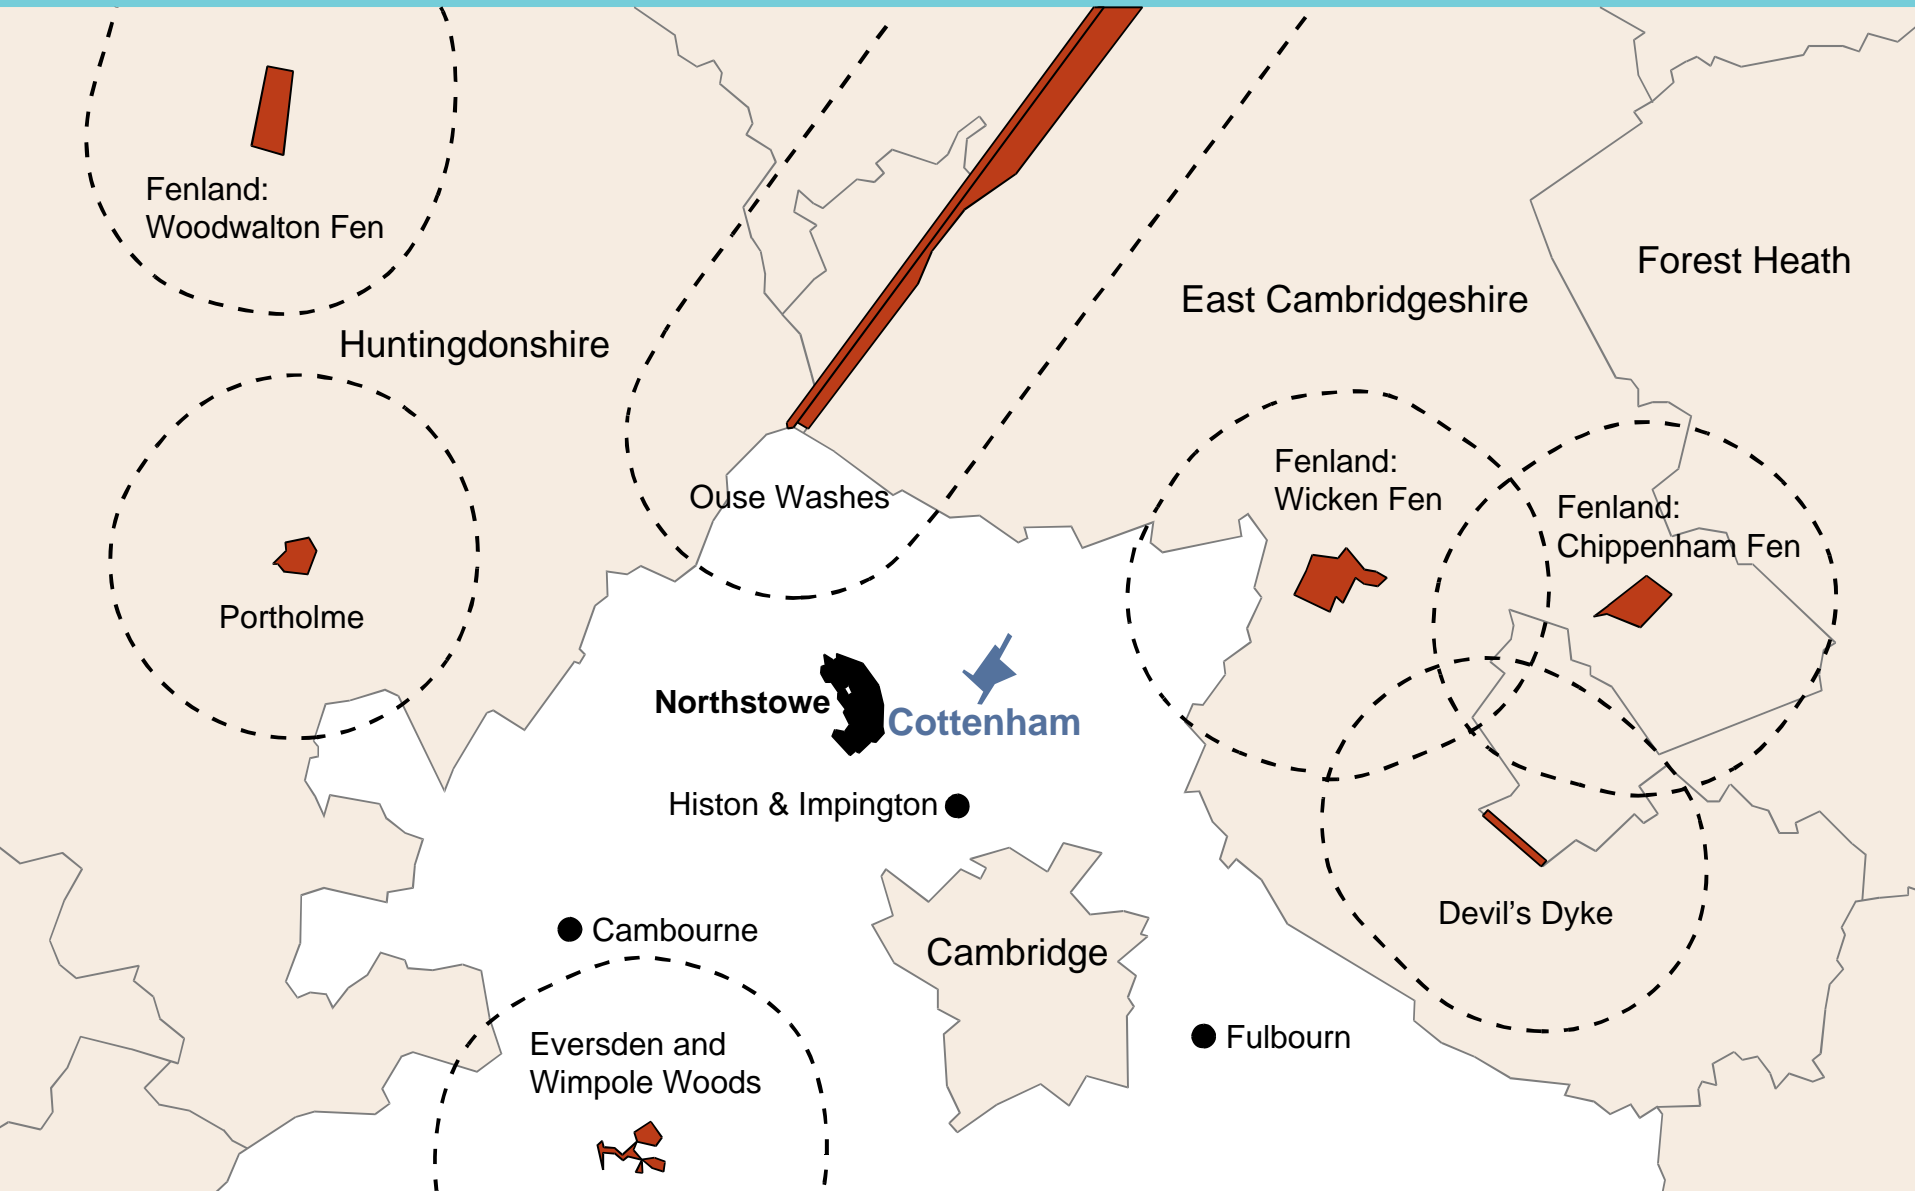 Fenland:
Woodwalton Fen
Forest Heath
East Cambridgeshire
Huntingdonshire
Fenland:
Wicken Fen
Ouse Washes
Fenland:
Chippenham Fen
Portholme
Northstowe
Cottenham
Histon & Impington
Devil’s Dyke
Cambourne
Cambridge
Eversden and
Wimpole Woods
Fulbourn